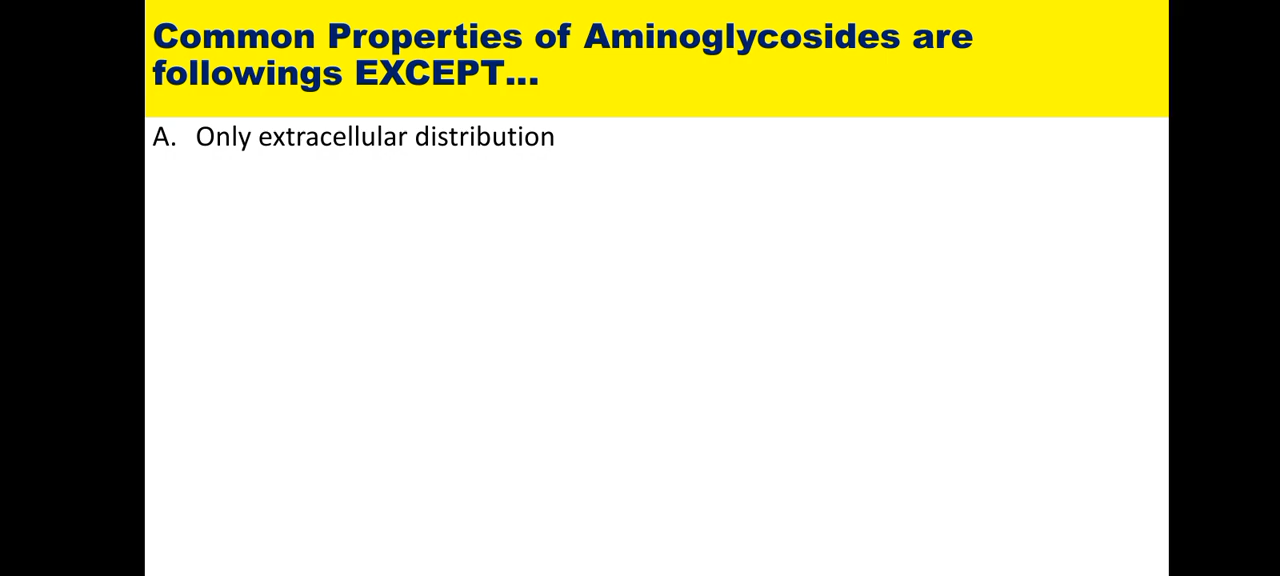 Common Properties of Aminoglycosides are
followings EXCEPT...
A. Only extracellular distribution